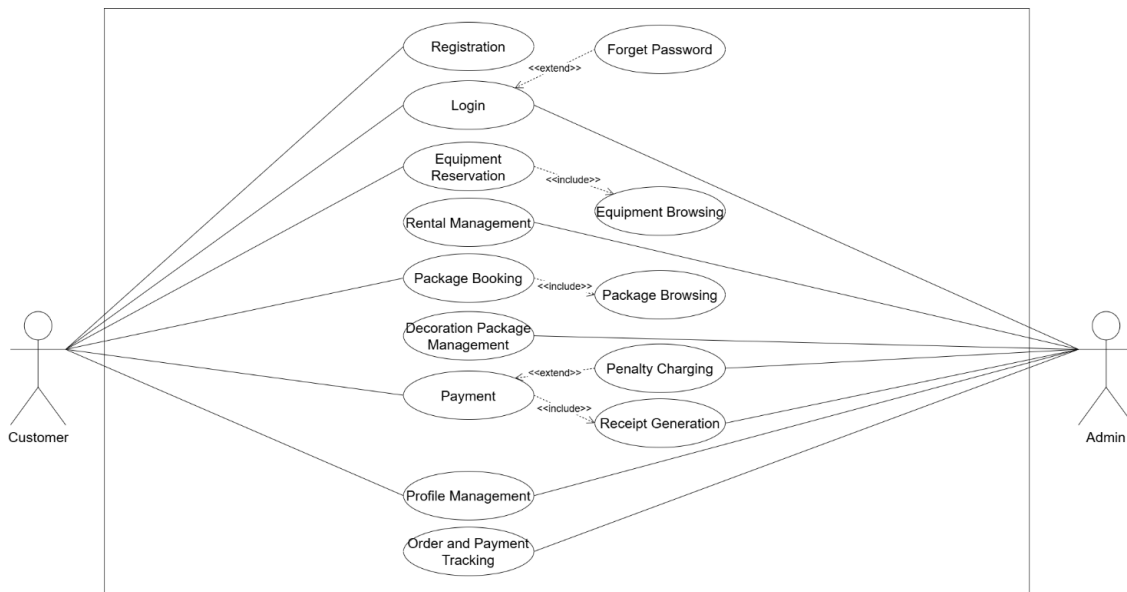 Registration
Forget Password
<<extend>>
Login
Equipment
Reservation
<<include>>
Equipment Browsing
Rental Management
Package Booking
<<include>>
Package Browsing
Decoration Package
Management
<<extend>>
Penalty Charging
Payment
<<include>>
Receipt Generation
Customer
Admin
Profile Management
Order and Payment
Tracking